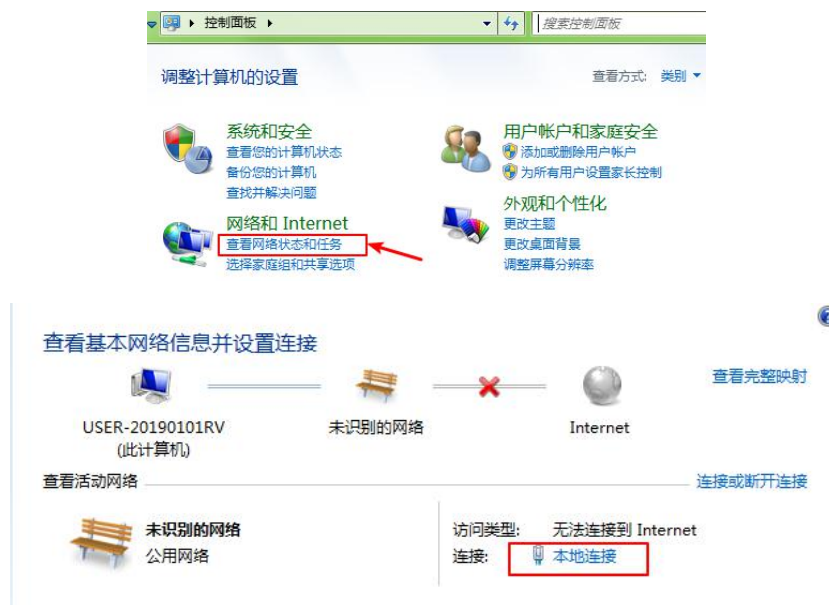 控制面板
搜索控制面板
调整计算机的设置
查看方式: 类别
系统和安全
查看您的计算机状态
备份您的计算机
查找并解决问题
网络和 Internet
查看网络状态和任务
选择家庭组和共享选项
用户帐户和家庭安全
添加或删除用户帐户
为所有用户设置家长控制
外观和个性化
更改主题
更改桌面背景
调整屏幕分辨率
查看基本网络信息并设置连接
查看完整映射
USER-20190101RV
(此计算机)
未识别的网络
Internet
查看活动网络
连接或断开连接
未识别的网络
公用网络
访问类型: 无法连接到 Internet
连接: 本地连接